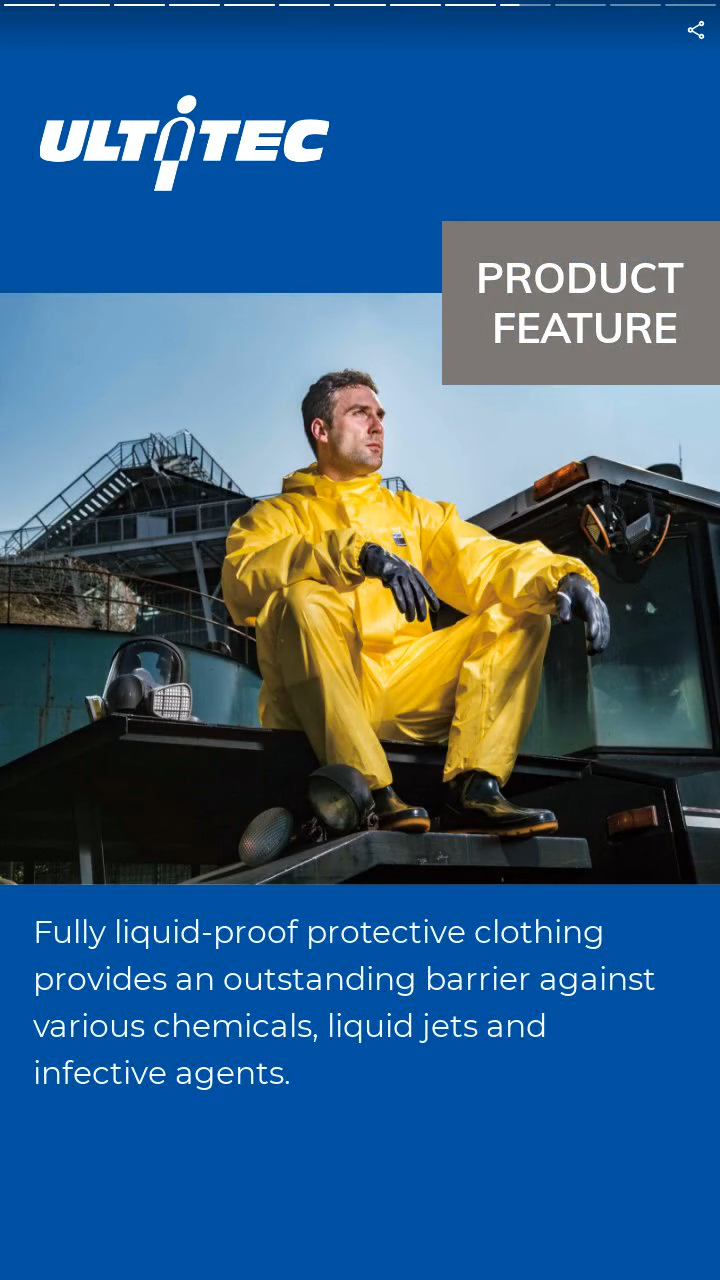 ULTITEC
PRODUCT
FEATURE
Fully liquid-proof protective clothing
provides an outstanding barrier against
various chemicals, liquid jets and
infective agents.